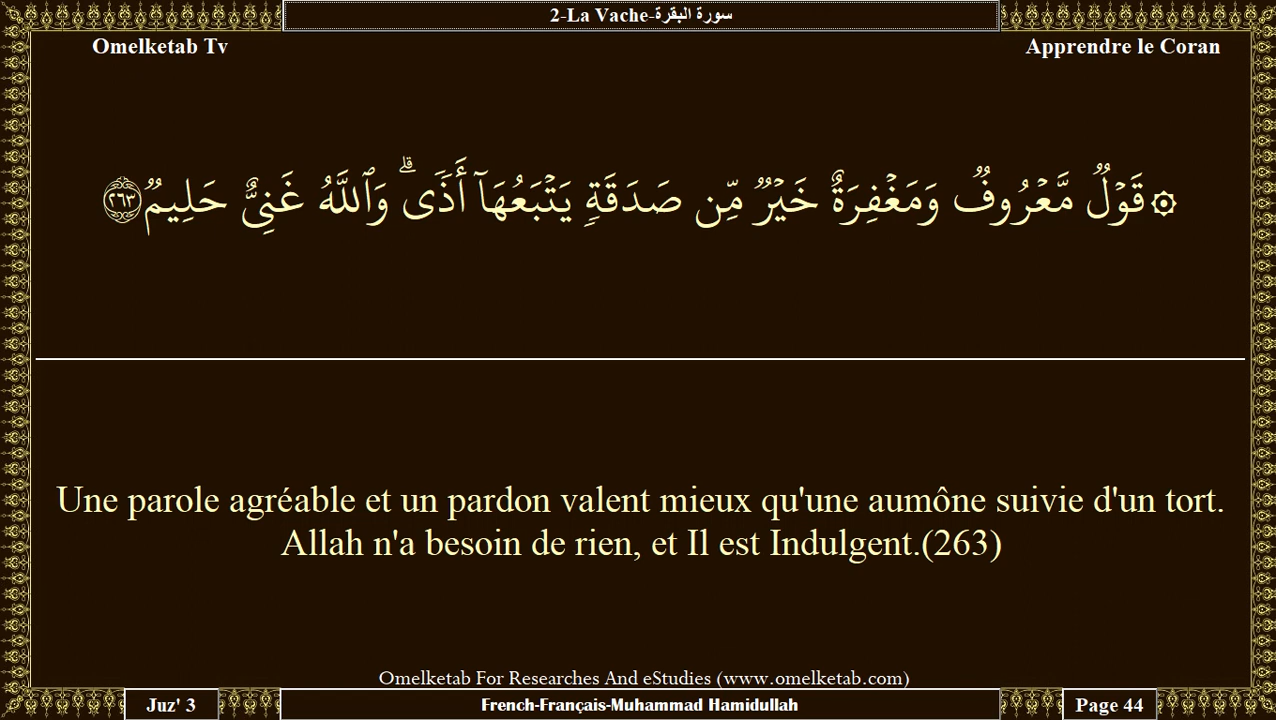 2-La Vache-سورة البقرة
Omelketab Tv
Apprendre le Coran
۞ قَوۡلٞ مَّعۡرُوفٞ وَمَغۡفِرَةٌ خَيۡرٞ مِّن صَدَقَةٖ يَتۡبَعُهَآ أَذٗىۗ وَٱللَّهُ غَنِيٌّ حَلِيمٞ ٢٦٣
Une parole agréable et un pardon valent mieux qu'une aumône suivie d'un tort.
Allah n'a besoin de rien, et Il est Indulgent.(263)
Omelketab For Researches And eStudies (www.omelketab.com)
Juz' 3
French-Français-Muhammad Hamidullah
Page 44